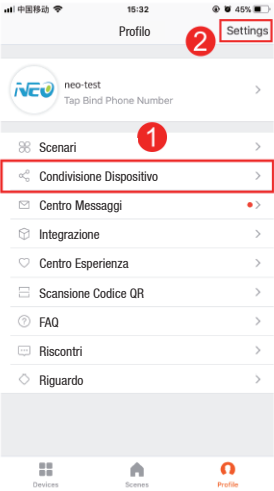 中国移动 15:32 45%
Profilo Settings
2
NEO neo-test
Tap Bind Phone Number
1
Scenari
Condivisione Dispositivo
Centro Messaggi
Integrazione
Centro Esperienza
Scansione Codice QR
FAQ
Riscontri
Riguardo
Devices Scenes Profile